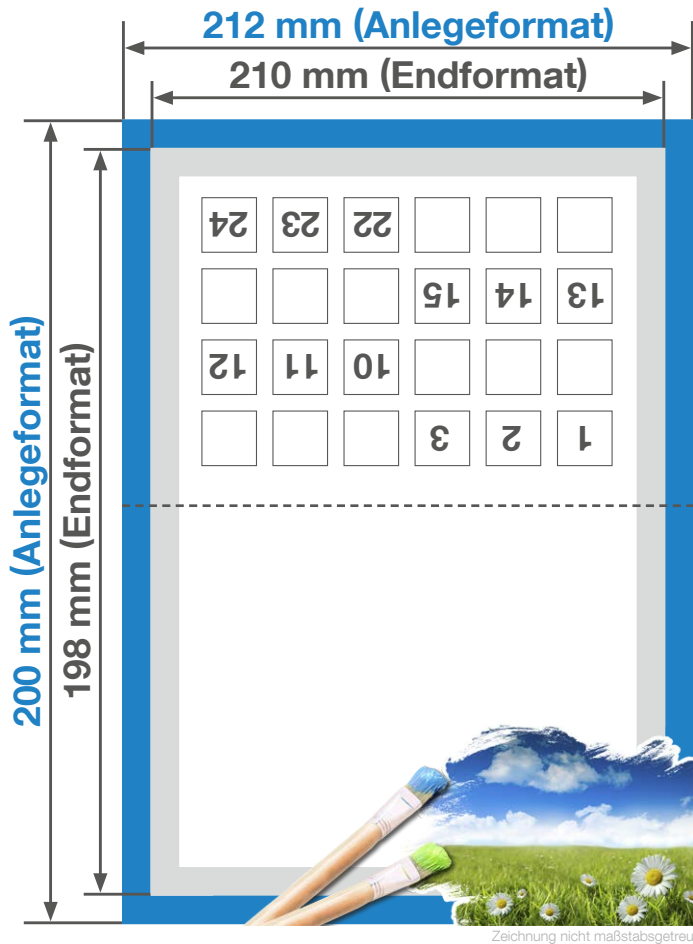 212 mm (Anlegeformat)
210 mm (Endformat)
200 mm (Anlegeformat)
198 mm (Endformat)
24 23 22
15 14 13
12 11 10
3 2 1
Zeichnung nicht maßstabsgetreu